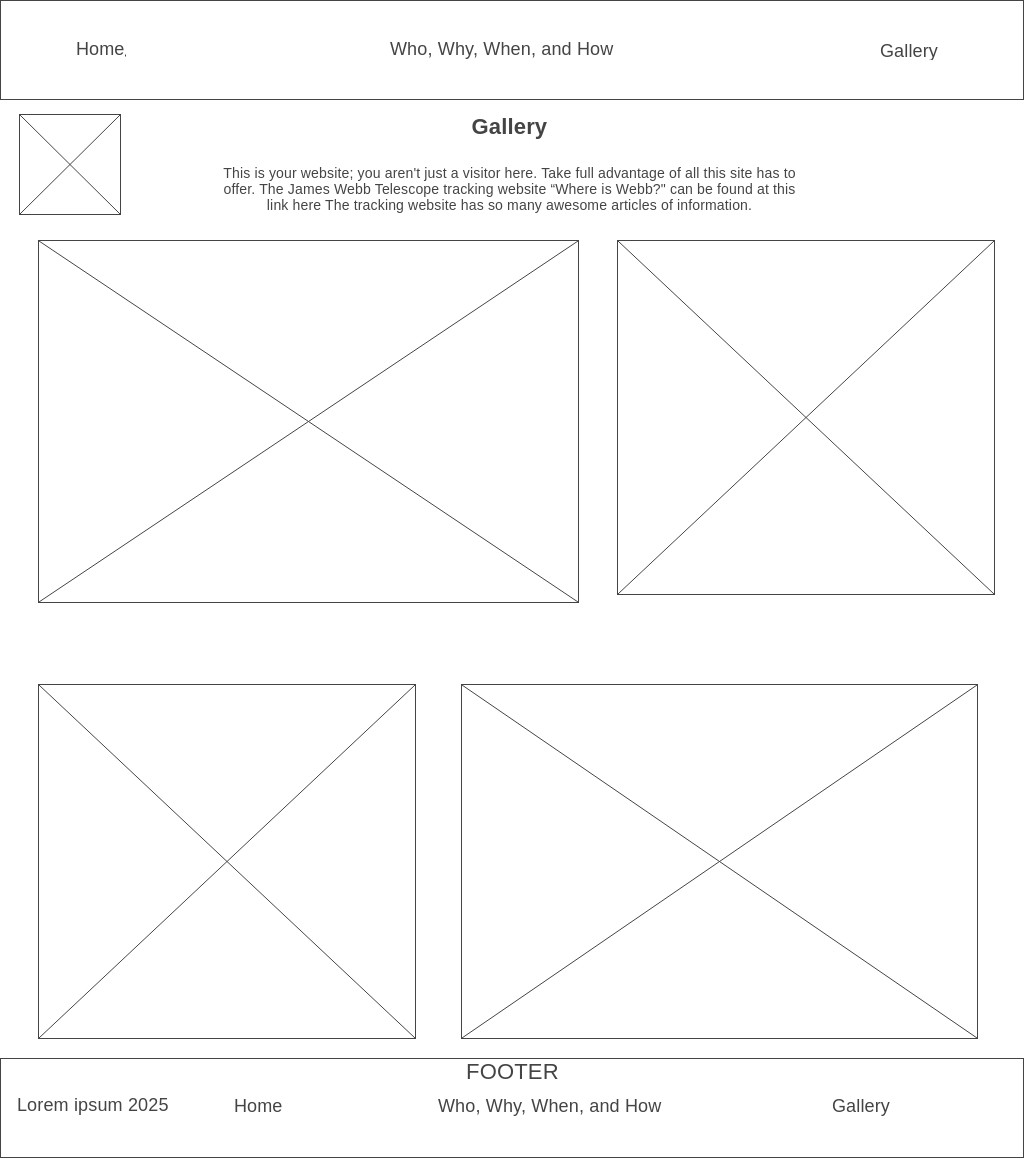 Home,
Who, Why, When, and How
Gallery
Gallery
This is your website; you aren't just a visitor here. Take full advantage of all this site has to
offer. The James Webb Telescope tracking website “Where is Webb?" can be found at this
link here The tracking website has so many awesome articles of information.
FOOTER
Lorem ipsum 2025
Home
Who, Why, When, and How
Gallery